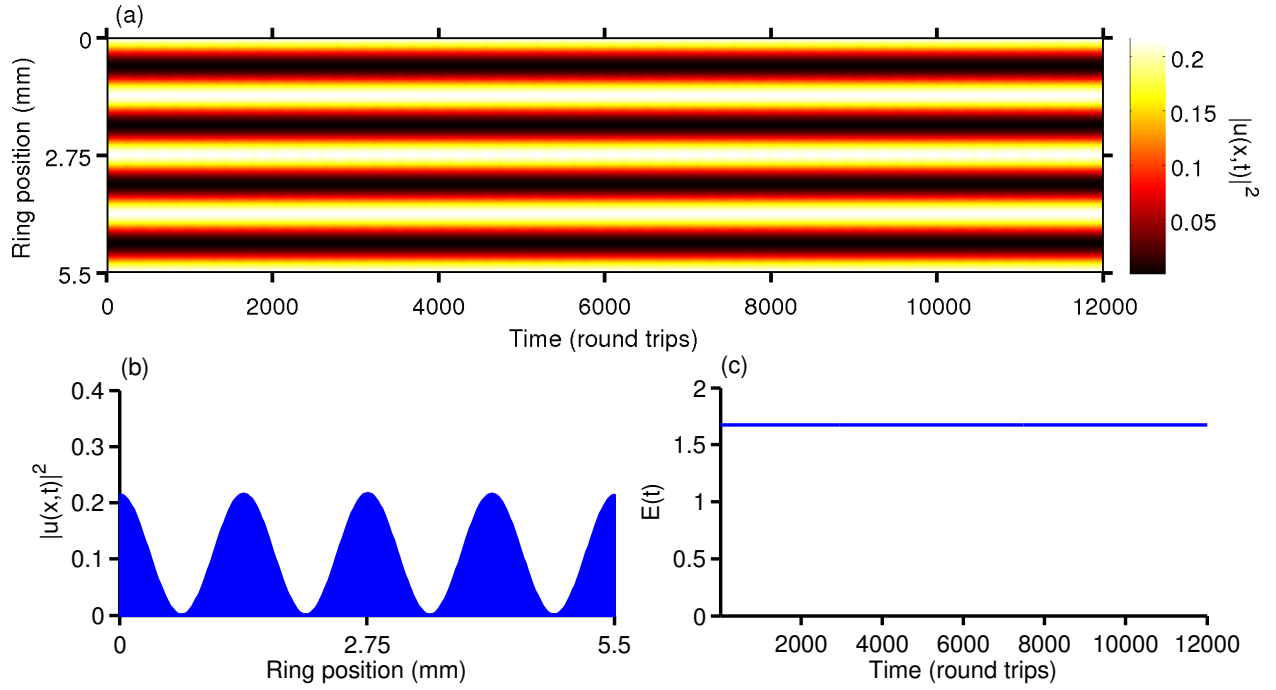 (a)
Ring position (mm)
0
2.75
5.5
0 2000 4000 6000 8000 10000 12000
Time (round trips)
0.2
0.15
0.1
0.05
|u(x,t)|2
(b)
|u(x,t)|2
0.4
0.3
0.2
0.1
0
0 2.75 5.5
Ring position (mm)
(c)
E(t)
2
1.5
1
0.5
0
2000 4000 6000 8000 10000 12000
Time (round trips)